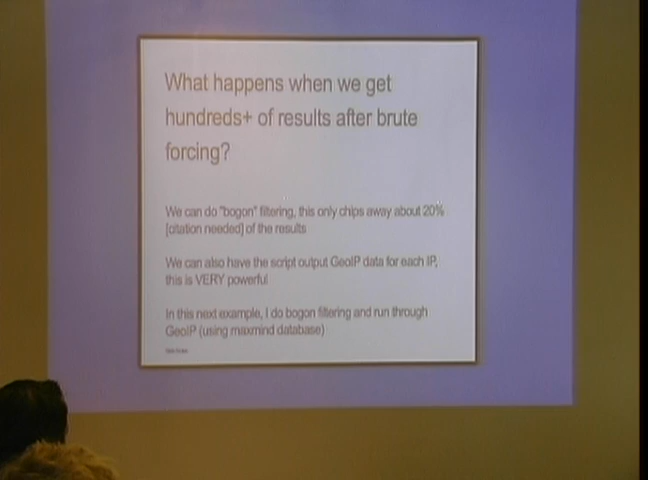 What happens when we get
hundreds+ of results after brute
forcing?
We can do "bogon" filtering, this only chips away about 20%
[citation needed] of the results
We can also have the script output GeoIP data for each IP,
this is VERY powerful
In this next example, I do bogon filtering and run through
GeoIP (using maxmind database)